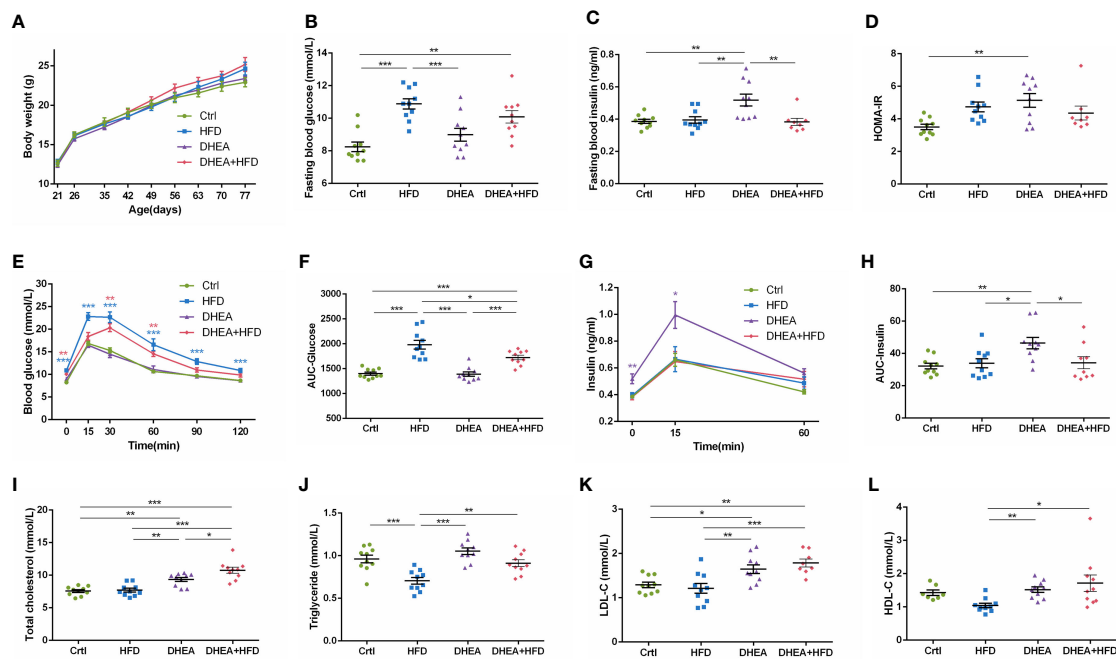 A
Body weight (g)
30
25
20
15
10
21 26 35 42 49 56 63 70 77
Age(days)
Ctrl
HFD
DHEA
DHEA+HFD
B
Fasting blood glucose (mmol/L)
14
12
10
8
6
**
*** ***
Crtl HFD DHEA DHEA+HFD
C
Fasting blood insulin (ng/ml)
0.8
0.6
0.4
0.2
0.0
**
** **
Crtl HFD DHEA DHEA+HFD
D
HOMA-IR
10
8
6
4
2
0
**
Crtl HFD DHEA DHEA+HFD
E
Blood glucose (mmol/L)
30
25
20
15
10
5
0
0 15 30 60 90 120
Time(min)
**
***
***
**
***
**
***
***
***
Ctrl
HFD
DHEA
DHEA+HFD
F
AUC-Glucose
3000
2500
2000
1500
1000
500
***
*
*** *** ***
Crtl HFD DHEA DHEA+HFD
G
Insulin (ng/ml)
1.4
1.2
1.0
0.8
0.6
0.4
0.2
0 15 60
Time(min)
**
*
Ctrl
HFD
DHEA
DHEA+HFD
H
AUC-Insulin
80
60
40
20
0
**
* *
Crtl HFD DHEA DHEA+HFD
I
Total cholesterol (mmol/L)
20
15
10
5
0
***
**
***
** *
Crtl HFD DHEA DHEA+HFD
J
Triglyceride (mmol/L)
1.5
1.0
0.5
0.0
**
*** ***
Crtl HFD DHEA DHEA+HFD
K
LDL-C (mmol/L)
3
2
1
0
**
*
***
**
Crtl HFD DHEA DHEA+HFD
L
HDL-C (mmol/L)
4
3
2
1
0
*
**
Crtl HFD DHEA DHEA+HFD